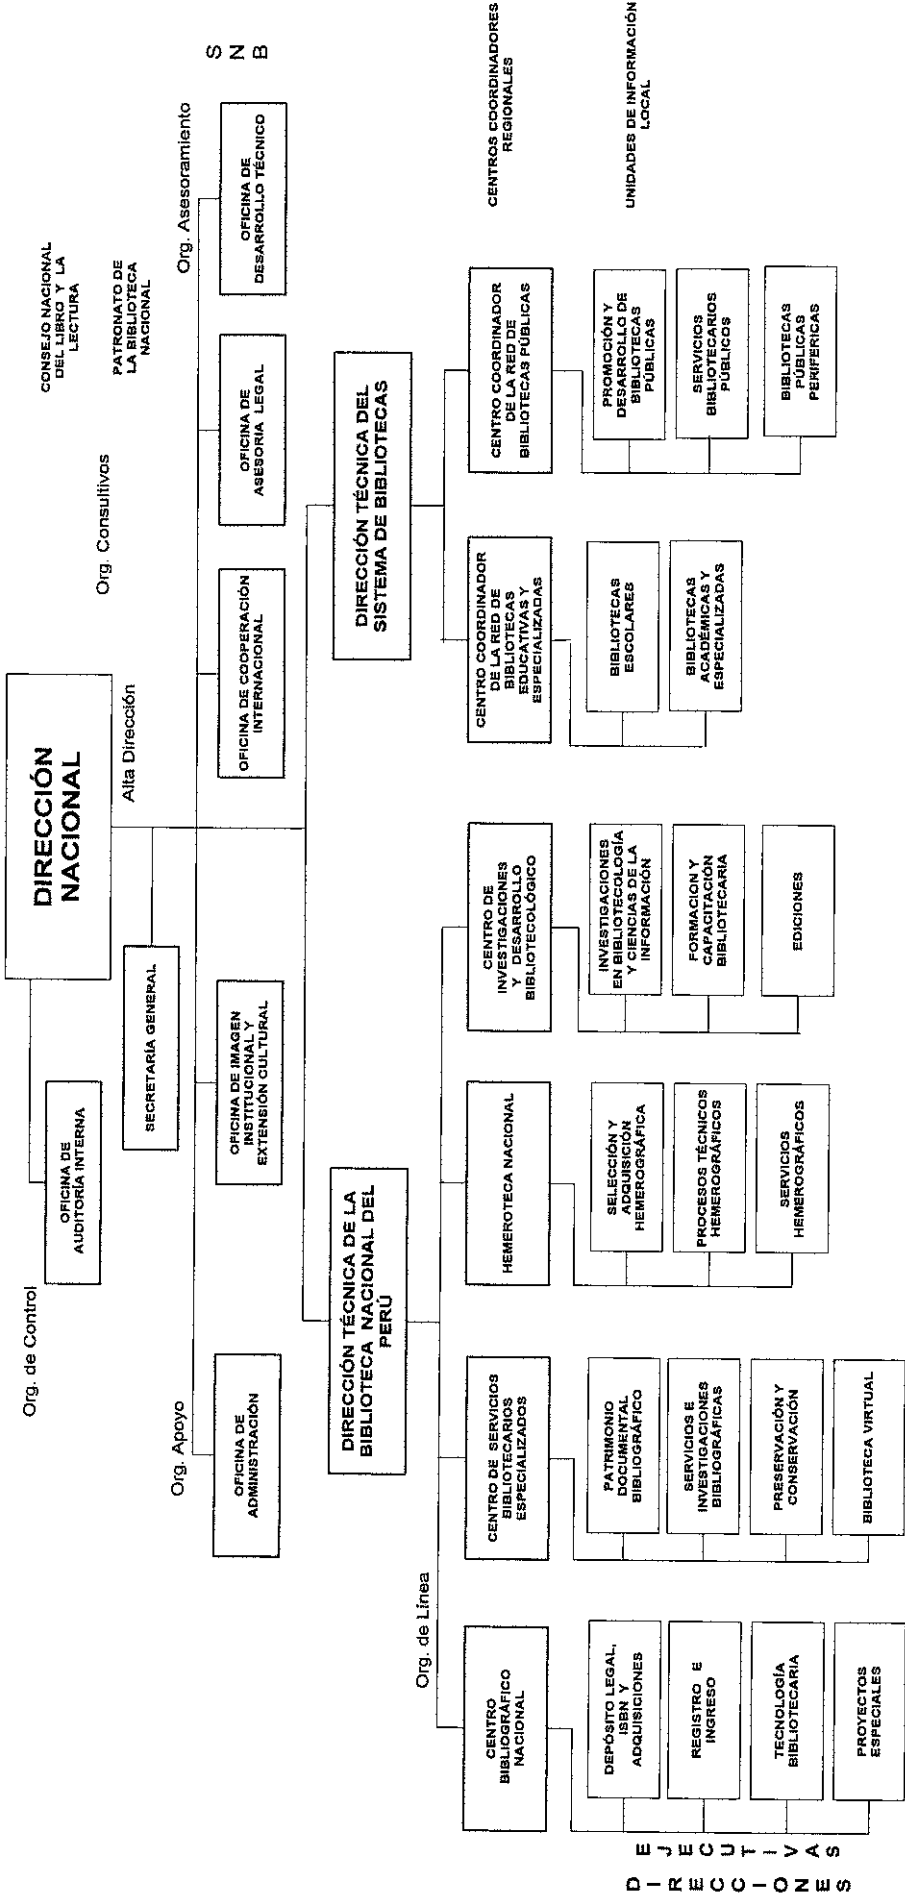 DIRECCIÓN
NACIONAL
Alta Dirección
Org. de Control
OFICINA DE
AUDITORÍA INTERNA
SECRETARÍA GENERAL
Org. Consultivos
CONSEJO NACIONAL
DEL LIBRO Y LA
LECTURA
PATRONATO DE
LA BIBLIOTECA
NACIONAL
Org. Apoyo
Org. Asesoramiento
S
N
B
OFICINA DE
ADMINISTRACIÓN
OFICINA DE IMAGEN
INSTITUCIONAL Y
EXTENSIÓN CULTURAL
OFICINA DE COOPERACIÓN
INTERNACIONAL
OFICINA DE
ASESORIA LEGAL
OFICINA DE
DESARROLLO TÉCNICO
DIRECCIÓN TÉCNICA DE LA
BIBLIOTECA NACIONAL DEL
PERÚ
DIRECCIÓN TÉCNICA DEL
SISTEMA DE BIBLIOTECAS
Org. de Línea
CENTRO
BIBLIOGRÁFICO
NACIONAL
CENTRO DE SERVICIOS
BIBLIOTECARIOS
ESPECIALIZADOS
HEMEROTECA NACIONAL
CENTRO DE
INVESTIGACIONES
Y DESARROLLO
BIBLIOTECOLÓGICO
CENTRO COORDINADOR
DE LA RED DE
BIBLIOTECAS
EDUCATIVAS Y
ESPECIALIZADAS
CENTRO COORDINADOR
DE LA RED DE
BIBLIOTECAS PÚBLICAS
CENTROS COORDINADORES
REGIONALES
DIRECCIONES
EJECUTIVAS
DEPÓSITO LEGAL,
ISBN Y
ADQUISICIONES
REGISTRO E
INGRESO
TECNOLOGÍA
BIBLIOTECARIA
PROYECTOS
ESPECIALES
PATRIMONIO
DOCUMENTAL
BIBLIOGRÁFICO
SERVICIOS E
INVESTIGACIONES
BIBLIOGRÁFICAS
PRESERVACIÓN Y
CONSERVACIÓN
BIBLIOTECA VIRTUAL
SELECCIÓN Y
ADQUISICIÓN
HEMEROGRÁFICA
PROCESOS TÉCNICOS
HEMEROGRÁFICOS
SERVICIOS
HEMEROGRÁFICOS
INVESTIGACIONES
EN BIBLIOTECOLOGÍA
Y CIENCIAS DE LA
INFORMACIÓN
FORMACION Y
CAPACITACIÓN
BIBLIOTECARIA
EDICIONES
BIBLIOTECAS
ESCOLARES
BIBLIOTECAS
ACADÉMICAS Y
ESPECIALIZADAS
PROMOCIÓN Y
DESARROLLO DE
BIBLIOTECAS
PÚBLICAS
SERVICIOS
BIBLIOTECARIOS
PÚBLICOS
BIBLIOTECAS
PÚBLICAS
PERIFERICAS
UNIDADES DE INFORMACIÓN
LOCAL